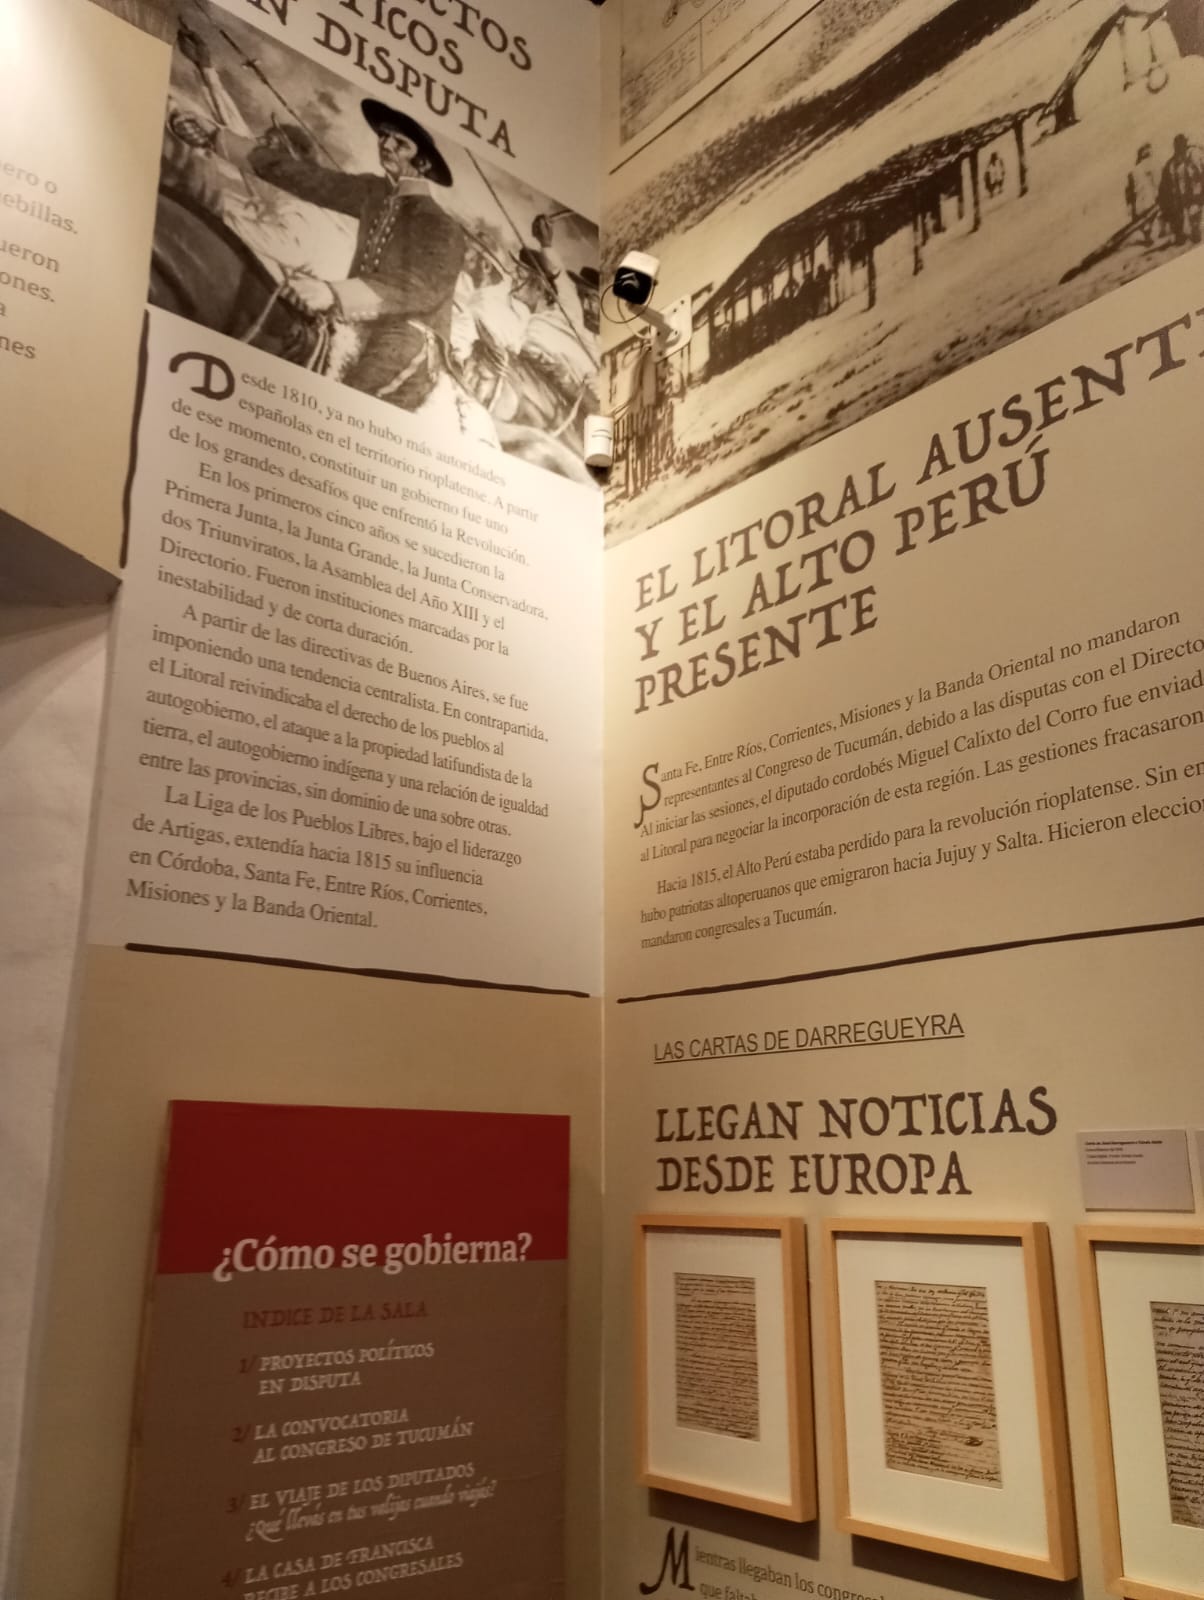 ero o
ebillas.
ueron
ones.
a
nes
ECTOS
TICOS
EN DISPUTA
Desde 1810, ya no hubo más autoridades
españolas en el territorio rioplatense. A partir
de ese momento, constituir un gobierno fue uno
de los grandes desafíos que enfrentó la Revolución.
En los primeros cinco años se sucedieron la
Primera Junta, la Junta Grande, la Junta Conservadora,
dos Triunviratos, la Asamblea del Año XIII y el
Directorio. Fueron instituciones marcadas por la
inestabilidad y de corta duración.
A partir de las directivas de Buenos Aires, se fue
imponiendo una tendencia centralista. En contrapartida,
el Litoral reivindicaba el derecho de los pueblos al
autogobierno, el ataque a la propiedad latifundista de la
tierra, el autogobierno indígena y una relación de igualdad
entre las provincias, sin dominio de una sobre otras.
La Liga de los Pueblos Libres, bajo el liderazgo
de Artigas, extendía hacia 1815 su influencia
en Córdoba, Santa Fe, Entre Ríos, Corrientes,
Misiones y la Banda Oriental.
¿Cómo se gobierna?
INDICE DE LA SALA
1/ PROYECTOS POLÍTICOS
EN DISPUTA
2/ LA CONVOCATORIA
AL CONGRESO DE TUCUMÁN
3/ EL VIAJE DE LOS DIPUTADOS
¿Qué llevás en tus valijas cuando viajás?
4/ LA CASA DE FRANCISCA
RECIBE A LOS CONGRESALES
EL LITORAL AUSENT
Y EL ALTO PERÚ
PRESENTE
Santa Fe, Entre Ríos, Corrientes, Misiones y la Banda Oriental no mandaron
representantes al Congreso de Tucumán, debido a las disputas con el Directo
Al iniciar las sesiones, el diputado cordobés Miguel Calixto del Corro fue enviad
al Litoral para negociar la incorporación de esta región. Las gestiones fracasaron
Hacia 1815, el Alto Perú estaba perdido para la revolución rioplatense. Sin em
hubo patriotas altoperuanos que emigraron hacia Jujuy y Salta. Hicieron eleccio
mandaron congresales a Tucumán.
LAS CARTAS DE DARREGUEYRA
LLEGAN NOTICIAS
DESDE EUROPA
Mientras llegaban los congres
que falta